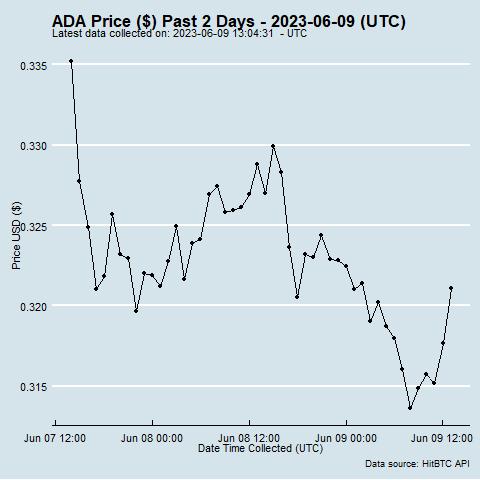 ADA Price ($) Past 2 Days - 2023-06-09 (UTC)
Latest data collected on: 2023-06-09 13:04:31 - UTC
0.335
0.330
0.325
0.320
0.315
Price USD ($)
Jun 07 12:00 Jun 08 00:00 Jun 08 12:00 Jun 09 00:00 Jun 09 12:00
Date Time Collected (UTC)
Data source: HitBTC API